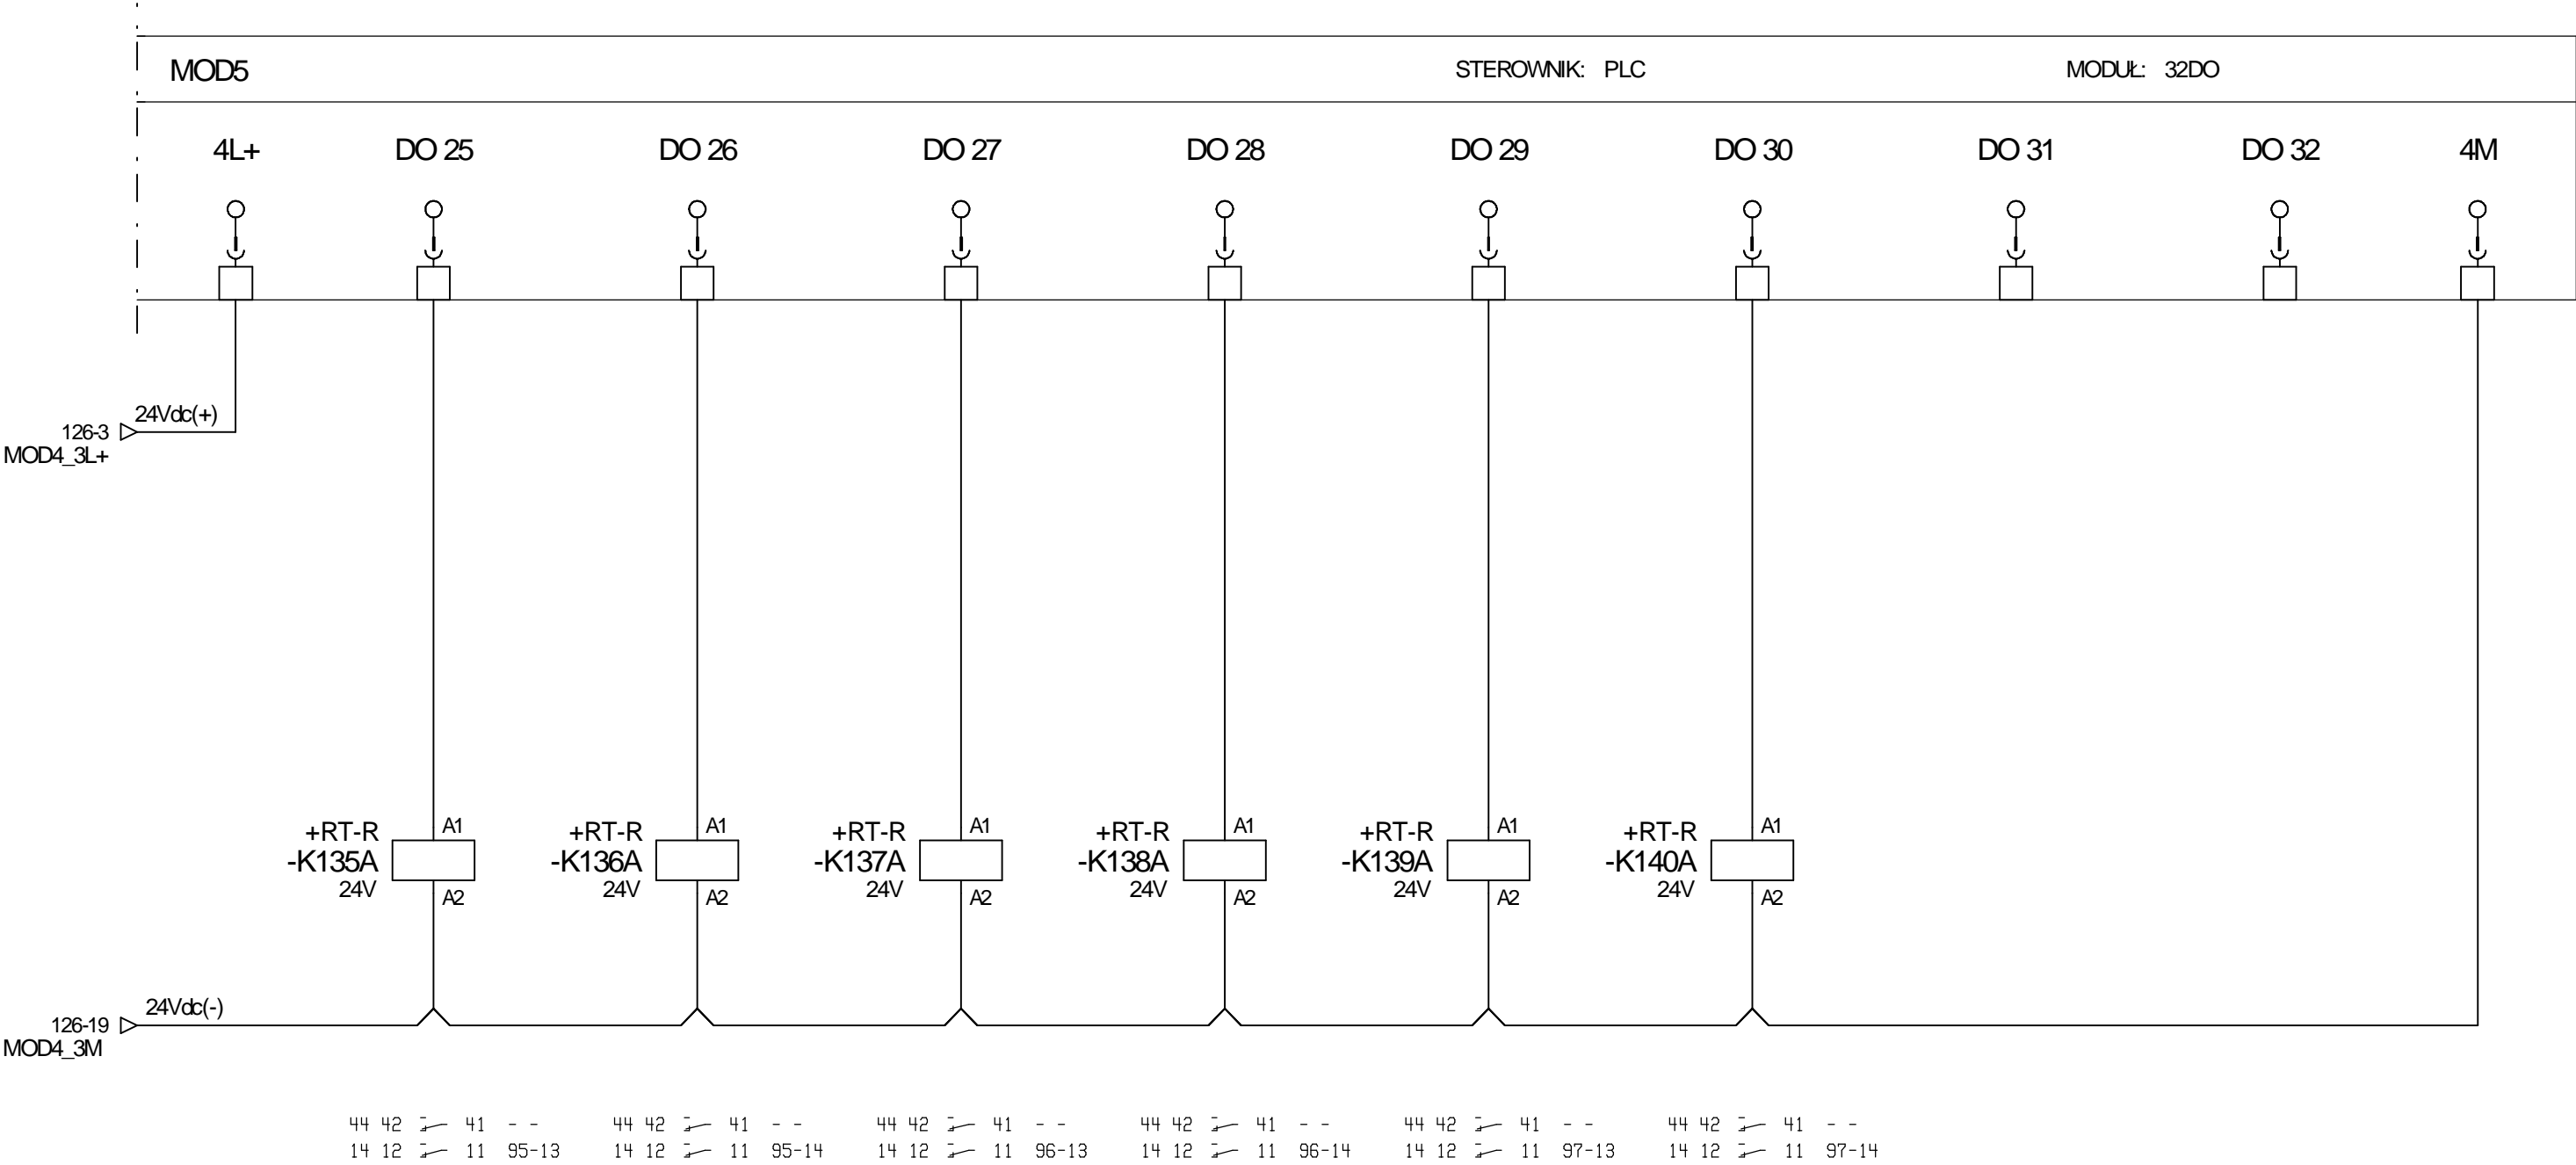 MOD5 STEROWNIK: PLC MODUŁ: 32DO
4L+ DO 25 DO 26 DO 27 DO 28 DO 29 DO 30 DO 31 DO 32 4M
24Vdc(+)
126-3
MOD4_3L+
A1 A1 A1 A1 A1 A1
+RT-R +RT-R +RT-R +RT-R +RT-R +RT-R
-K135A -K136A -K137A -K138A -K139A -K140A
24V 24V 24V 24V 24V 24V
A2 A2 A2 A2 A2 A2
24Vdc(-)
126-19
MOD4_3M
44 42 41 - - 44 42 41 - - 44 42 41 - - 44 42 41 - - 44 42 41 - - 44 42 41 - -
14 12 11 95-13 14 12 11 95-14 14 12 11 96-13 14 12 11 96-14 14 12 11 97-13 14 12 11 97-14